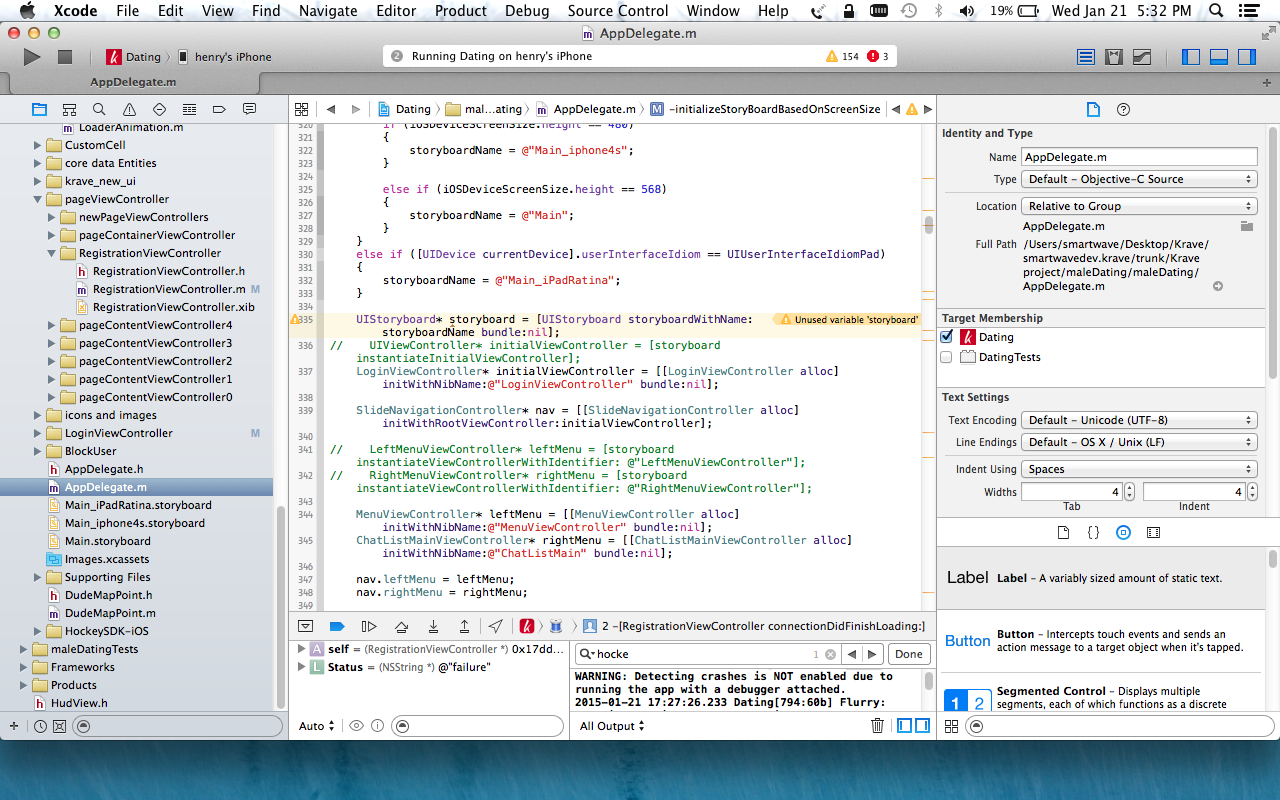 Xcode File Edit View Find Navigate Editor Product Debug Source Control Window Help 19% Wed Jan 21 5:32 PM
AppDelegate.m
Dating henry's iPhone
2 Running Dating on henry's iPhone 154 3
AppDelegate.m
Dating mal...ating AppDelegate.m M -initializeStoryBoardBasedOnScreenSize
LoaderAnimation.m
CustomCell
core data Entities
krave_new_ui
pageViewController
newPageViewControllers
pageContainerViewController
RegistrationViewController
RegistrationViewController.h
RegistrationViewController.m M
RegistrationViewController.xib
pageContentViewController4
pageContentViewController3
pageContentViewController2
pageContentViewController1
pageContentViewController0
icons and images
LoginViewController M
BlockUser
AppDelegate.h
AppDelegate.m
Main_iPadRatina.storyboard
Main_iphone4s.storyboard
Main.storyboard
Images.xcassets
Supporting Files
DudeMapPoint.h
DudeMapPoint.m
HockeySDK-iOS
maleDatingTests
Frameworks
Products
HudView.h
320 if (iOSDeviceScreenSize.height == 480)
321 {
322 storyboardName = @"Main_iphone4s";
323 }
324
325 else if (iOSDeviceScreenSize.height == 568)
326 {
327 storyboardName = @"Main";
328 }
329 }
330 else if ([UIDevice currentDevice].userInterfaceIdiom == UIUserInterfaceIdiomPad)
331 {
332 storyboardName = @"Main_iPadRatina";
333 }
334
335 UIStoryboard* storyboard = [UIStoryboard storyboardWithName: Unused variable 'storyboard'
storyboardName bundle:nil];
336 // UIViewController* initialViewController = [storyboard
instantiateInitialViewController];
337 LoginViewController* initialViewController = [[LoginViewController alloc]
initWithNibName:@"LoginViewController" bundle:nil];
338
339 SlideNavigationController* nav = [[SlideNavigationController alloc]
initWithRootViewController:initialViewController];
340
341 // LeftMenuViewController* leftMenu = [storyboard
instantiateViewControllerWithIdentifier: @"LeftMenuViewController"];
342 // RightMenuViewController* rightMenu = [storyboard
instantiateViewControllerWithIdentifier: @"RightMenuViewController"];
343
344 MenuViewController* leftMenu = [[MenuViewController alloc]
initWithNibName:@"MenuViewController" bundle:nil];
345 ChatListMainViewController* rightMenu = [[ChatListMainViewController alloc]
initWithNibName:@"ChatListMain" bundle:nil];
346
347 nav.leftMenu = leftMenu;
348 nav.rightMenu = rightMenu;
349
2 -[RegistrationViewController connectionDidFinishLoading:]
A self = (RegistrationViewController *) 0x17dd...
L Status = (NSString *) @"failure"
Auto
hocke 1 Done
WARNING: Detecting crashes is NOT enabled due to
running the app with a debugger attached.
2015-01-21 17:27:26.233 Dating[794:60b] Flurry:
All Output
Identity and Type
Name AppDelegate.m
Type Default - Objective-C Source
Location Relative to Group
AppDelegate.m
Full Path /Users/smartwave/Desktop/Krave/
smartwavedev.krave/trunk/Krave
project/maleDating/maleDating/
AppDelegate.m
Target Membership
Dating
DatingTests
Text Settings
Text Encoding Default - Unicode (UTF-8)
Line Endings Default - OS X / Unix (LF)
Indent Using Spaces
Widths 4 4
Tab Indent
Label Label - A variably sized amount of static text.
Button Button - Intercepts touch events and sends an
action message to a target object when it's tapped.
1 2 Segmented Control - Displays multiple
segments, each of which functions as a discrete